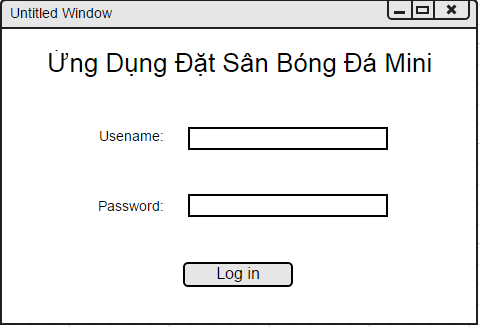 Untitled Window
Ứng Dụng Đặt Sân Bóng Đá Mini
Usename:
Password:
Log in